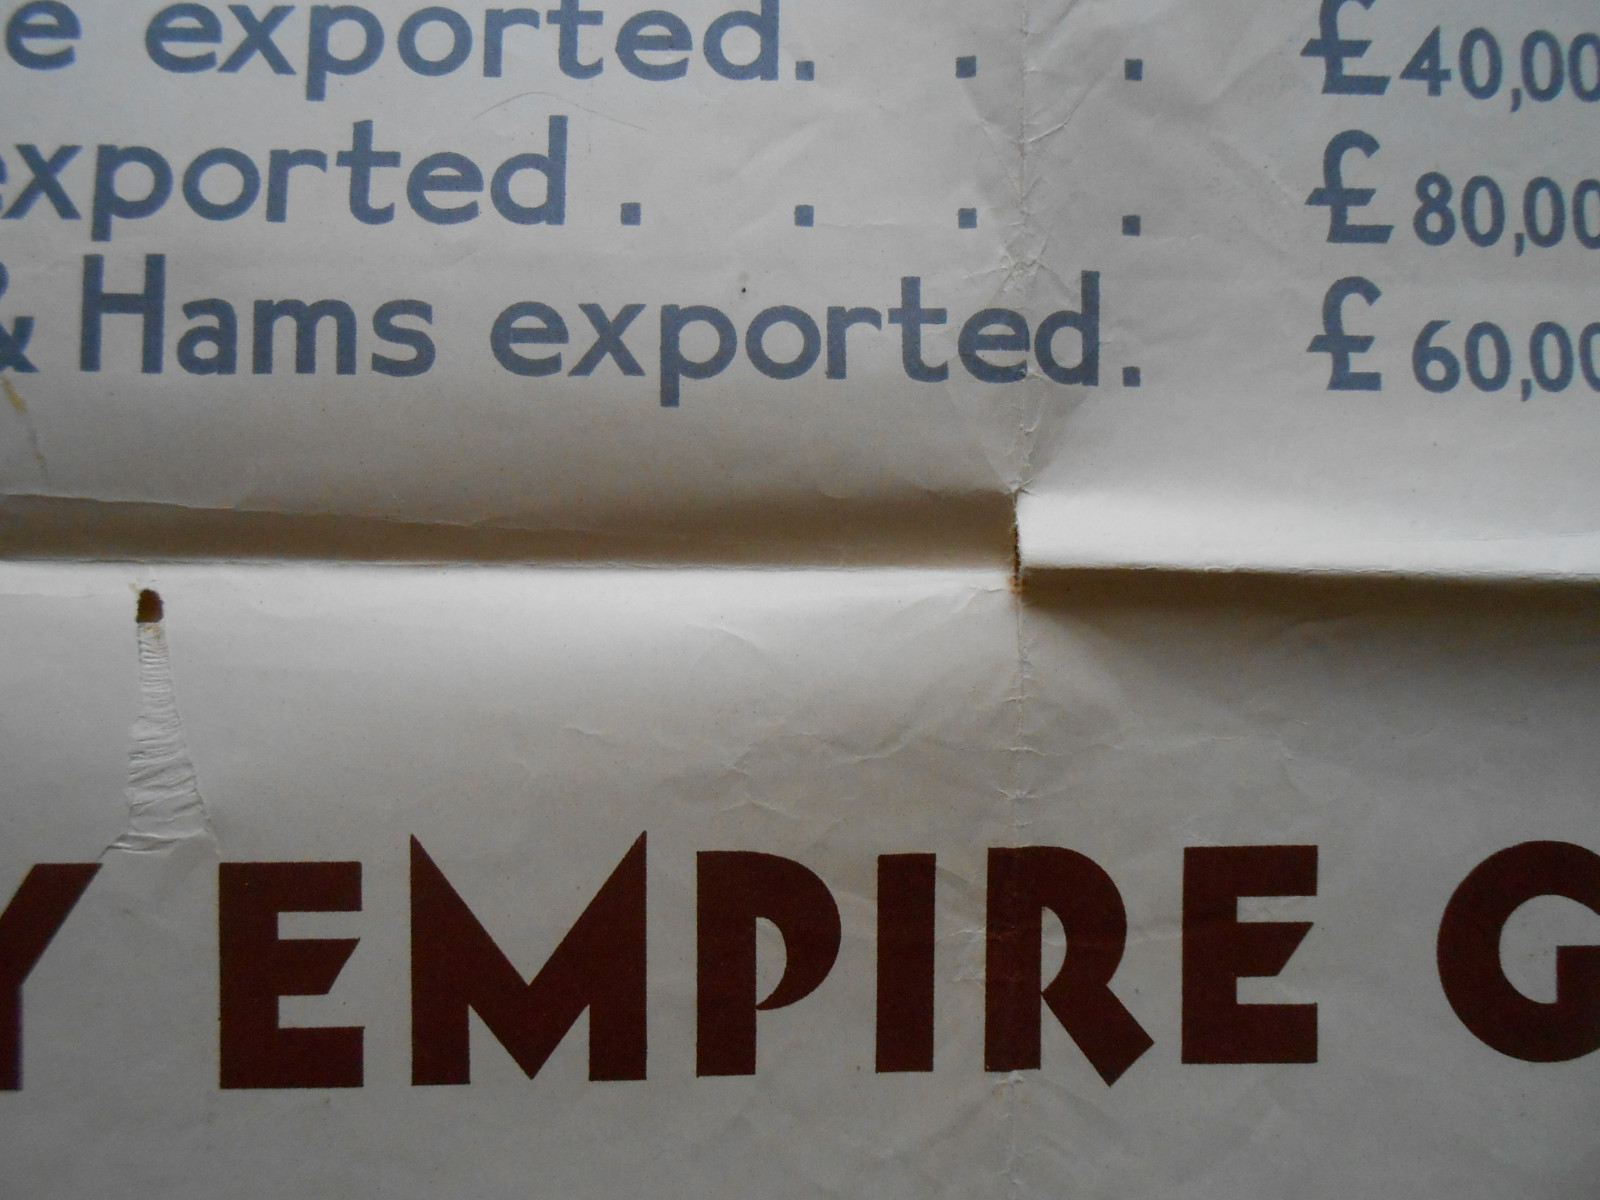 e exported. . . £40,00
exported. . . . £80,00
& Hams exported. £60,00
Y EMPIRE G